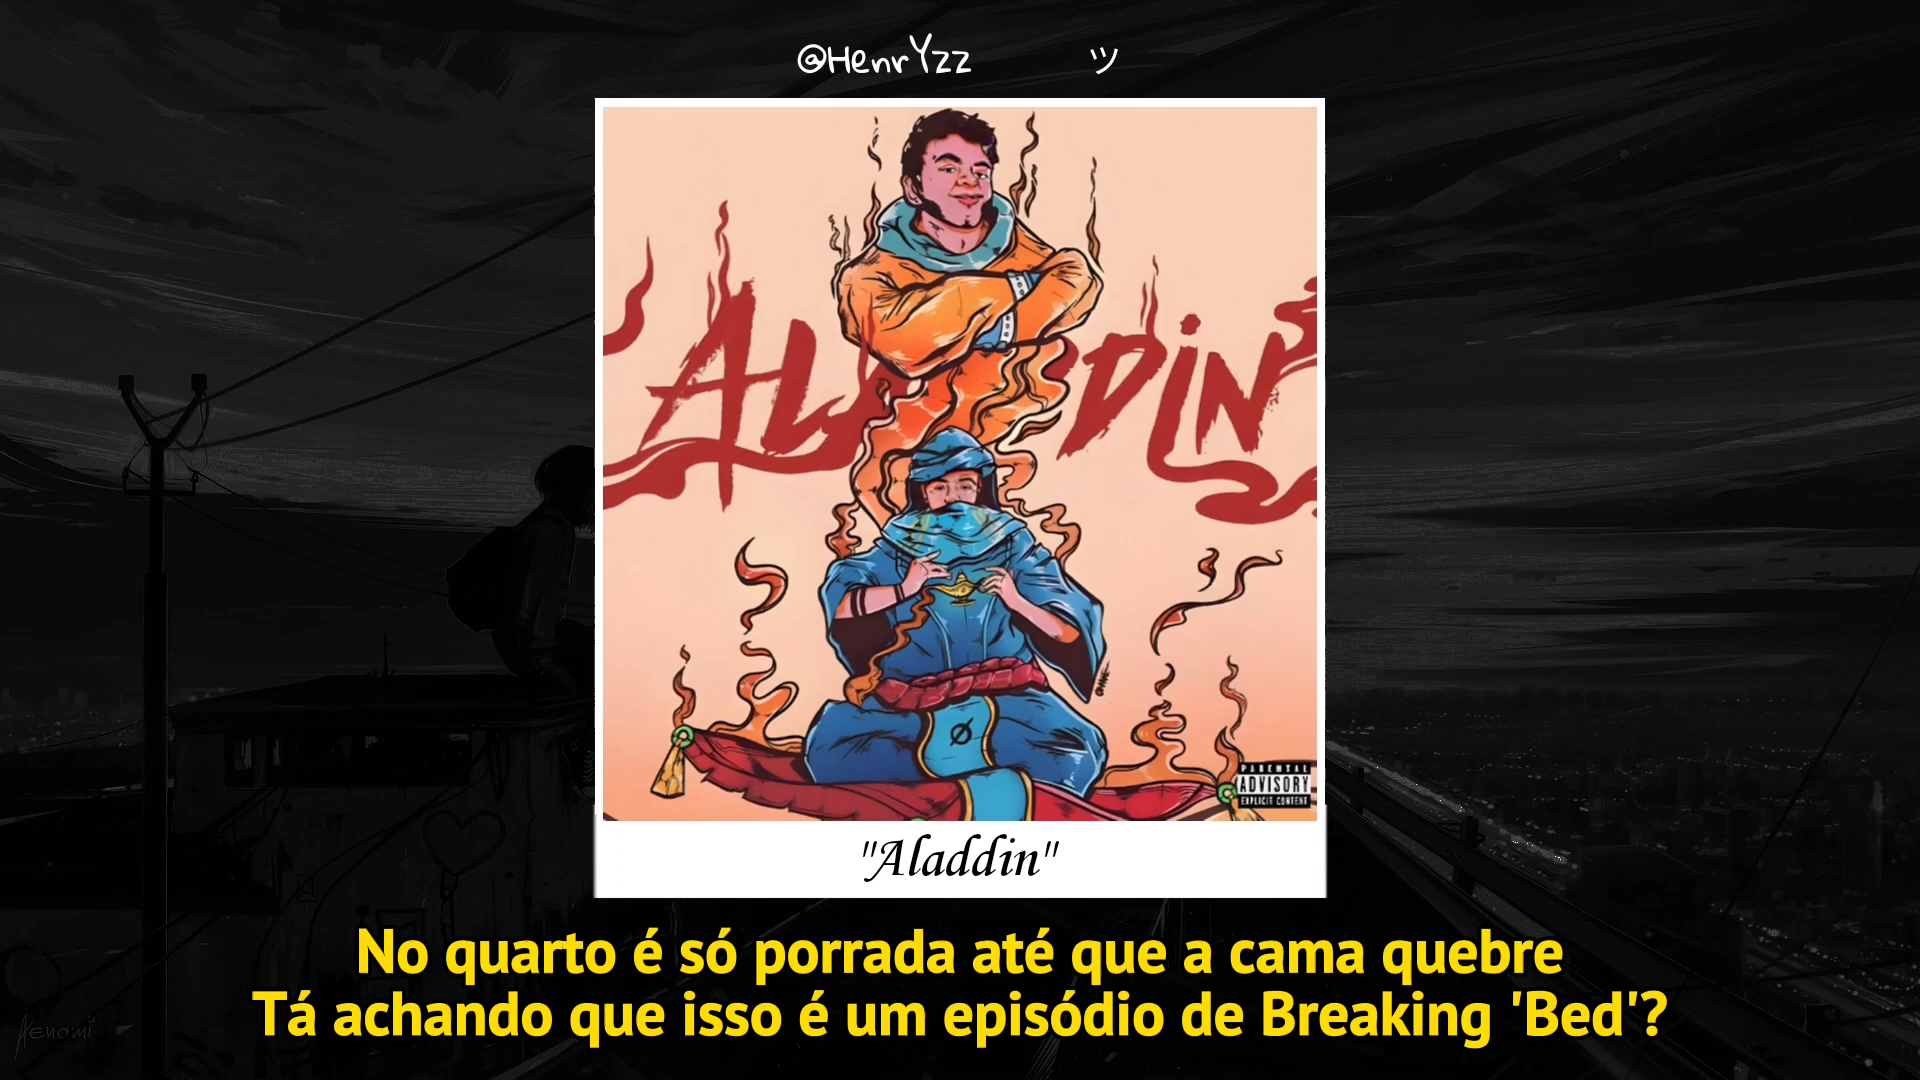 @HenrYzz ツ
ALADDiN
PARENTAL
ADVISORY
EXPLICIT CONTENT
"Aladdin"
No quarto é só porrada até que a cama quebre
Tá achando que isso é um episódio de Breaking 'Bed'?
Aenami